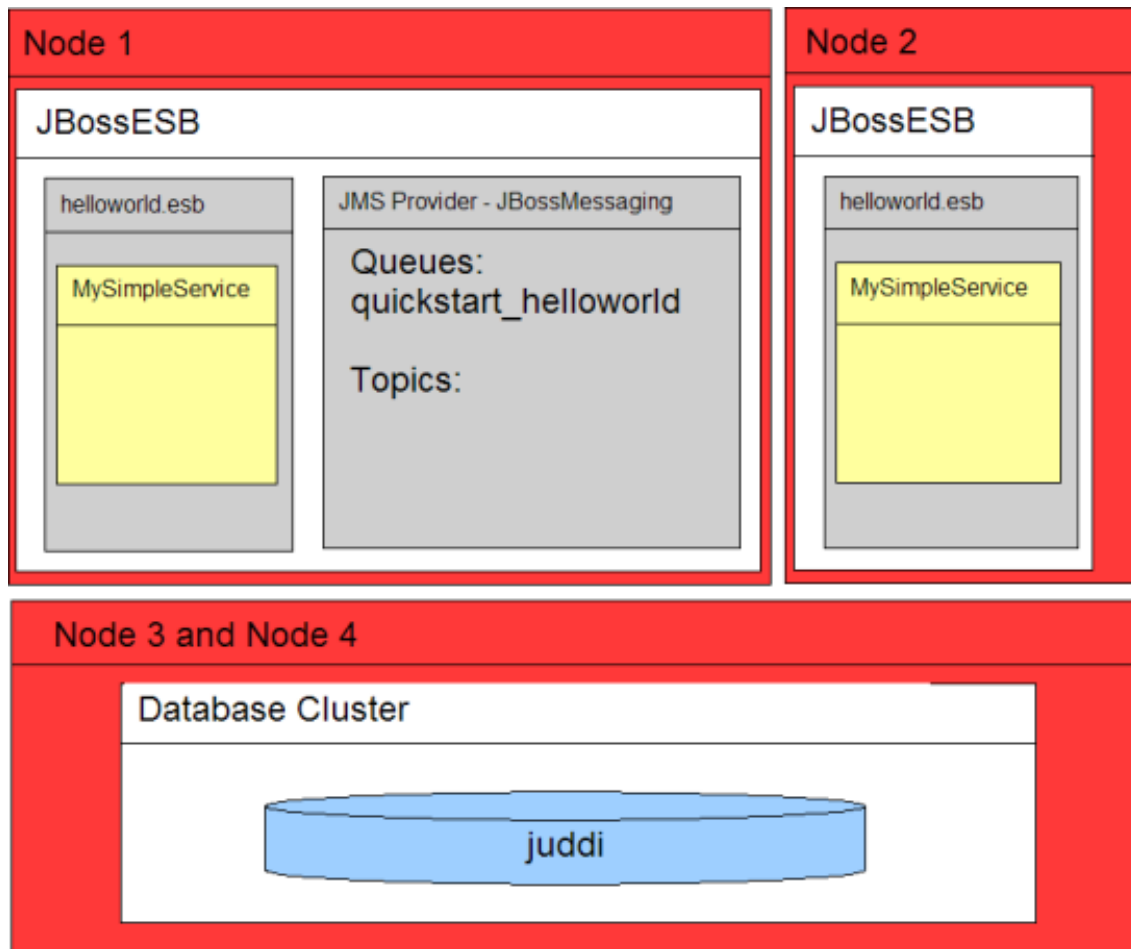 Node 1
JBossESB
helloworld.esb
MySimpleService
JMS Provider - JBossMessaging
Queues:
quickstart_helloworld
Topics:
Node 2
JBossESB
helloworld.esb
MySimpleService
Node 3 and Node 4
Database Cluster
juddi